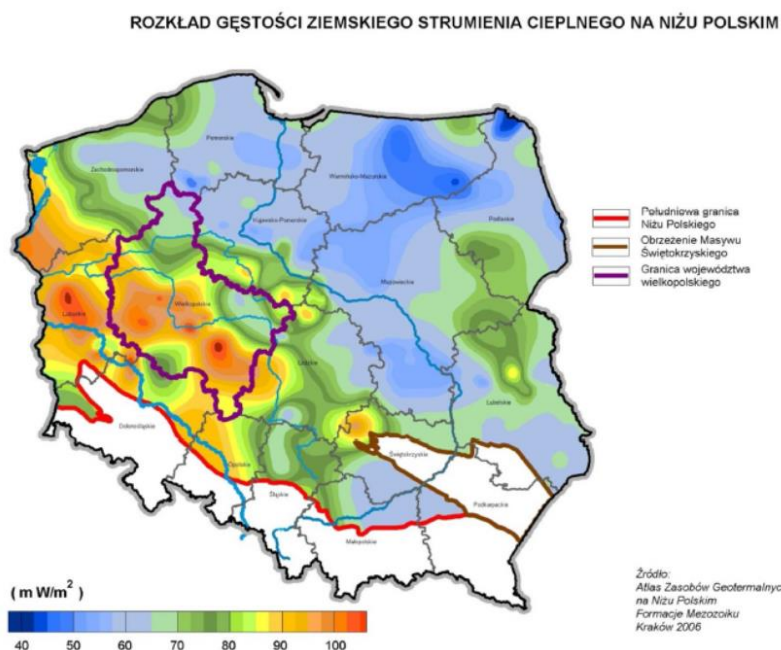 ROZKŁAD GĘSTOŚCI ZIEMSKIEGO STRUMIENIA CIEPLNEGO NA NIŻU POLSKIM
Pomorskie
Zachodniopomorskie
Warmińsko-Mazurskie
Podlaskie
Kujawsko-Pomorskie
Mazowieckie
Wielkopolskie
Lubuskie
Łódzkie
Lubelskie
Dolnośląskie
Opolskie
Świętokrzyskie
Śląskie
Podkarpackie
Małopolskie
Południowa granica
Niżu Polskiego
Obrzeżenie Masywu
Świętokrzyskiego
Granica województwa
wielkopolskiego
( m W/m² )
40 50 60 70 80 90 100
Źródło:
Atlas Zasobów Geotermalnyc
na Niżu Polskim
Formacje Mezozoiku
Kraków 2006